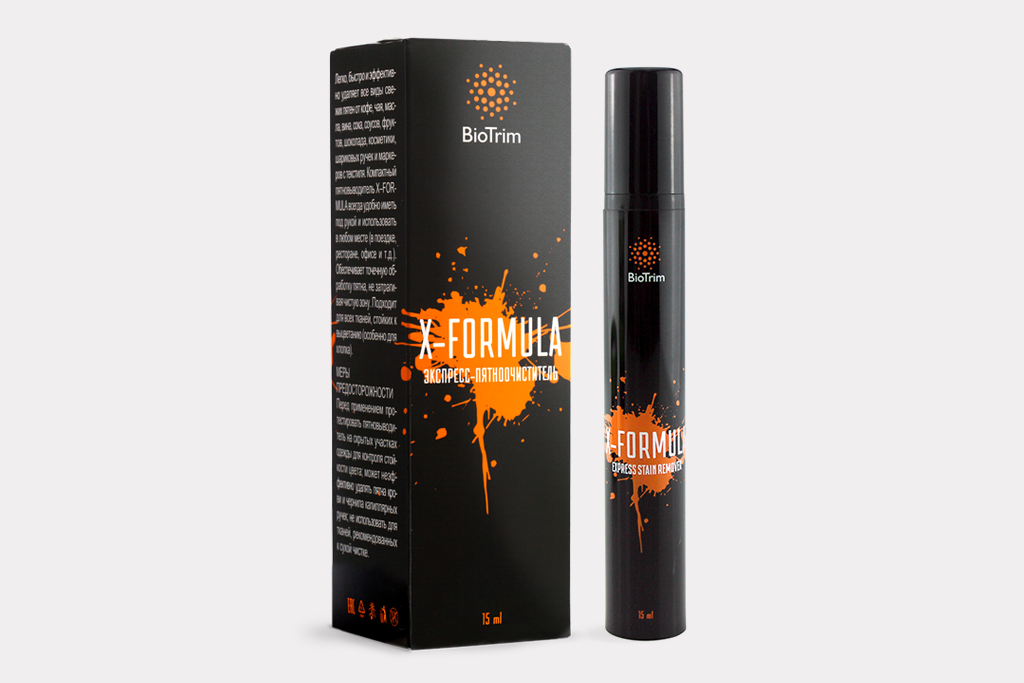 Легко, быстро и эффектив-
но удаляет все виды све-
жих пятен от кофе, чая, мас-
ла, вина, сока, соусов, фрук-
тов, шоколада, косметики,
шариковых ручек и марке-
ров с текстиля. Компактный
пятновыводитель X-FOR-
MULA всегда удобно иметь
под рукой и использовать
в любом месте (в поездке,
ресторане, офисе и т.д.).
Обеспечивает точечную об-
работку пятна, не затраги-
вая чистую зону. Подходит
для всех тканей, стойких к
выцветанию (особенно для
хлопка).
МЕРЫ
ПРЕДОСТОРОЖНОСТИ
Перед применением про-
тестировать пятновыводи-
тель на скрытых участках
одежды для контроля стой-
кости цвета; может неэф-
фективно удалять пятна кро-
ви и чернила капиллярных
ручек; не использовать для
тканей, рекомендованных
к сухой чистке.
EAC
BioTrim
X-FORMULA
ЭКСПРЕСС-ПЯТНООЧИСТИТЕЛЬ
15 ml
BioTrim
X-FORMULA
EXPRESS STAIN REMOVER
15 ml